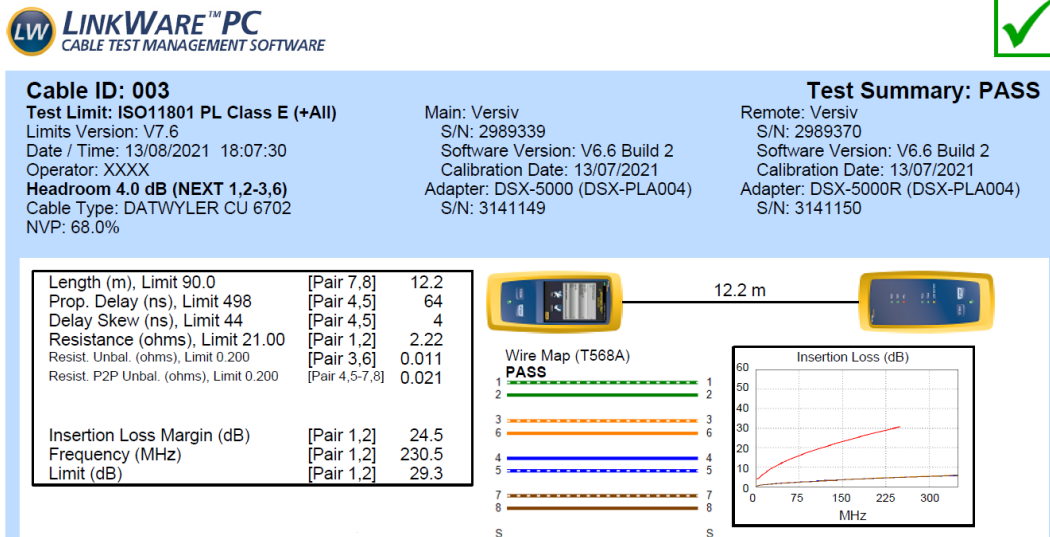 LW LINKWARE™PC
CABLE TEST MANAGEMENT SOFTWARE
Cable ID: 003
Test Summary: PASS
Test Limit: ISO11801 PL Class E (+All)
Limits Version: V7.6
Date / Time: 13/08/2021 18:07:30
Operator: XXXX
Headroom 4.0 dB (NEXT 1,2-3,6)
Cable Type: DATWYLER CU 6702
NVP: 68.0%
Main: Versiv
S/N: 2989339
Software Version: V6.6 Build 2
Calibration Date: 13/07/2021
Adapter: DSX-5000 (DSX-PLA004)
S/N: 3141149
Remote: Versiv
S/N: 2989370
Software Version: V6.6 Build 2
Calibration Date: 13/07/2021
Adapter: DSX-5000R (DSX-PLA004)
S/N: 3141150
Length (m), Limit 90.0 [Pair 7,8] 12.2
Prop. Delay (ns), Limit 498 [Pair 4,5] 64
Delay Skew (ns), Limit 44 [Pair 4,5] 4
Resistance (ohms), Limit 21.00 [Pair 1,2] 2.22
Resist. Unbal. (ohms), Limit 0.200 [Pair 3,6] 0.011
Resist. P2P Unbal. (ohms), Limit 0.200 [Pair 4,5-7,8] 0.021
Insertion Loss Margin (dB) [Pair 1,2] 24.5
Frequency (MHz) [Pair 1,2] 230.5
Limit (dB) [Pair 1,2] 29.3
12.2 m
Wire Map (T568A)
PASS
1 1
2 2
3 3
6 6
4 4
5 5
7 7
8 8
S S
Insertion Loss (dB)
60
50
40
30
20
10
0
0 75 150 225 300
MHz